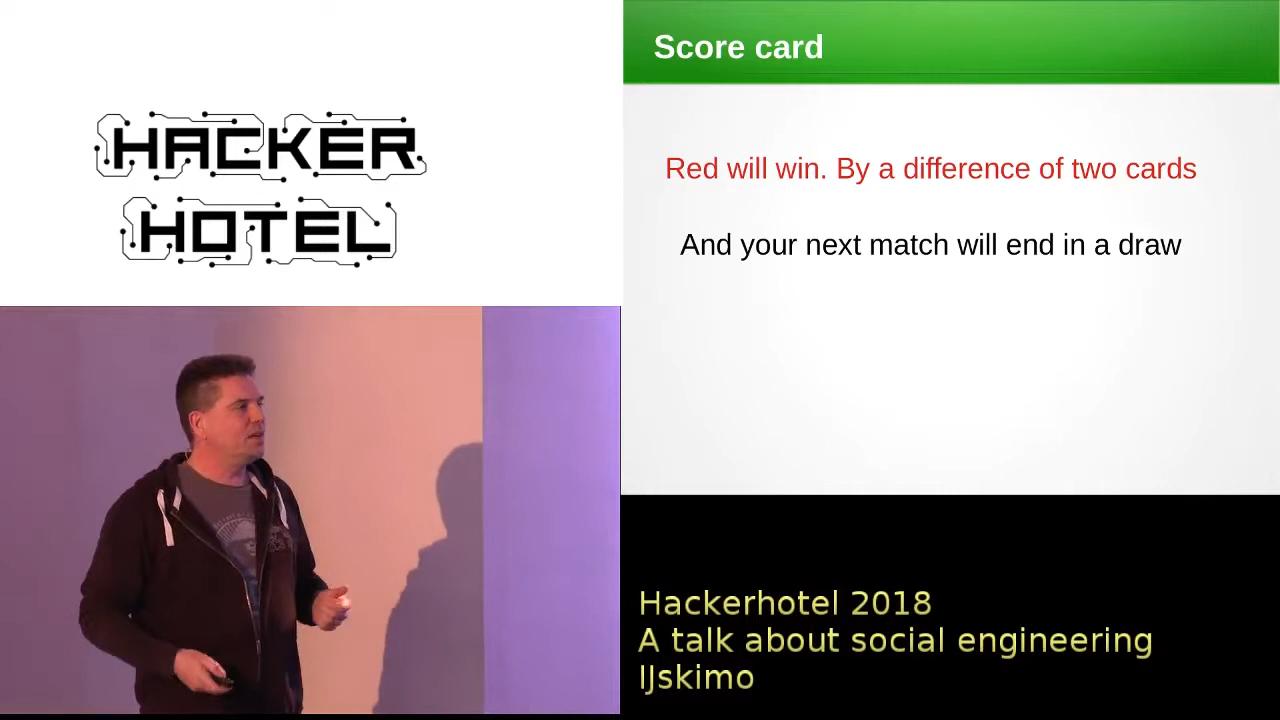 HACKER
HOTEL
Score card
Red will win. By a difference of two cards
And your next match will end in a draw
Hackerhotel 2018
A talk about social engineering
IJskimo